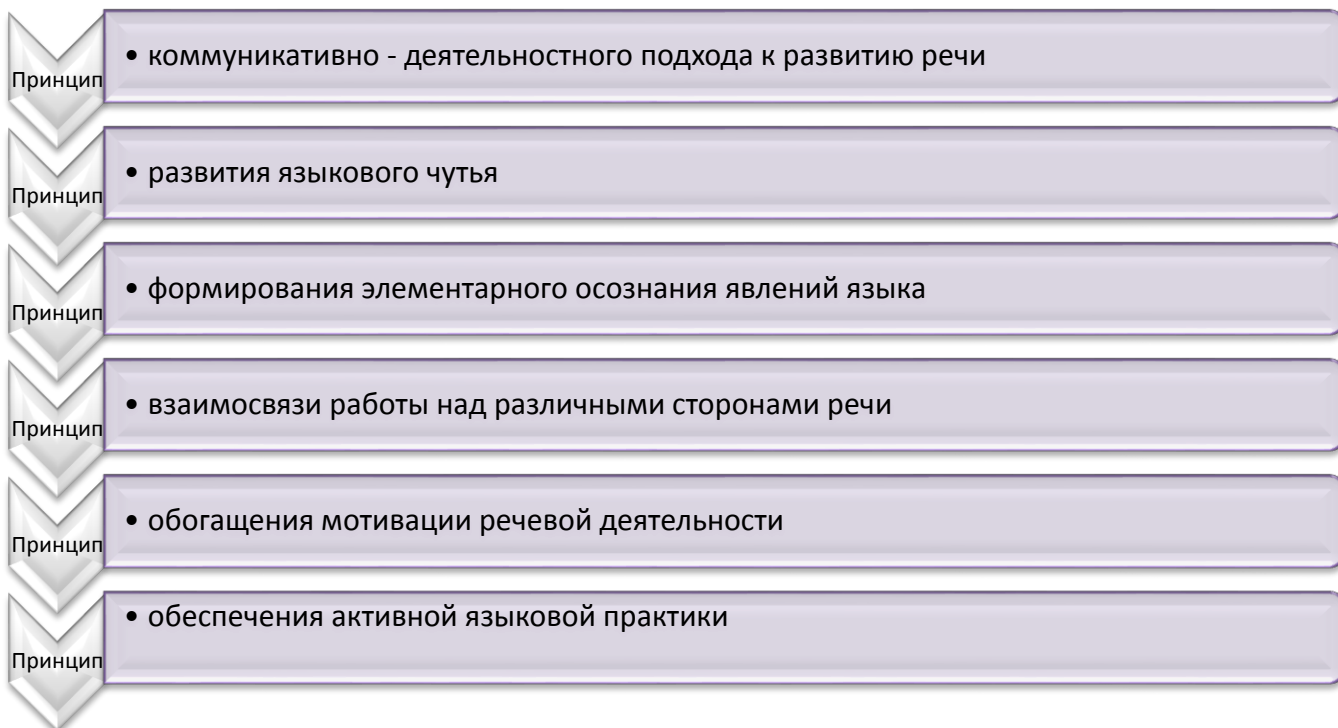 Принцип
• коммуникативно - деятельностного подхода к развитию речи
Принцип
• развития языкового чутья
Принцип
• формирования элементарного осознания явлений языка
Принцип
• взаимосвязи работы над различными сторонами речи
Принцип
• обогащения мотивации речевой деятельности
Принцип
• обеспечения активной языковой практики